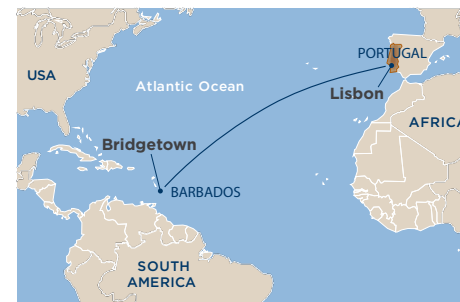 PORTUGAL
USA
Atlantic Ocean
Lisbon
AFRICA
Bridgetown
BARBADOS
SOUTH
AMERICA